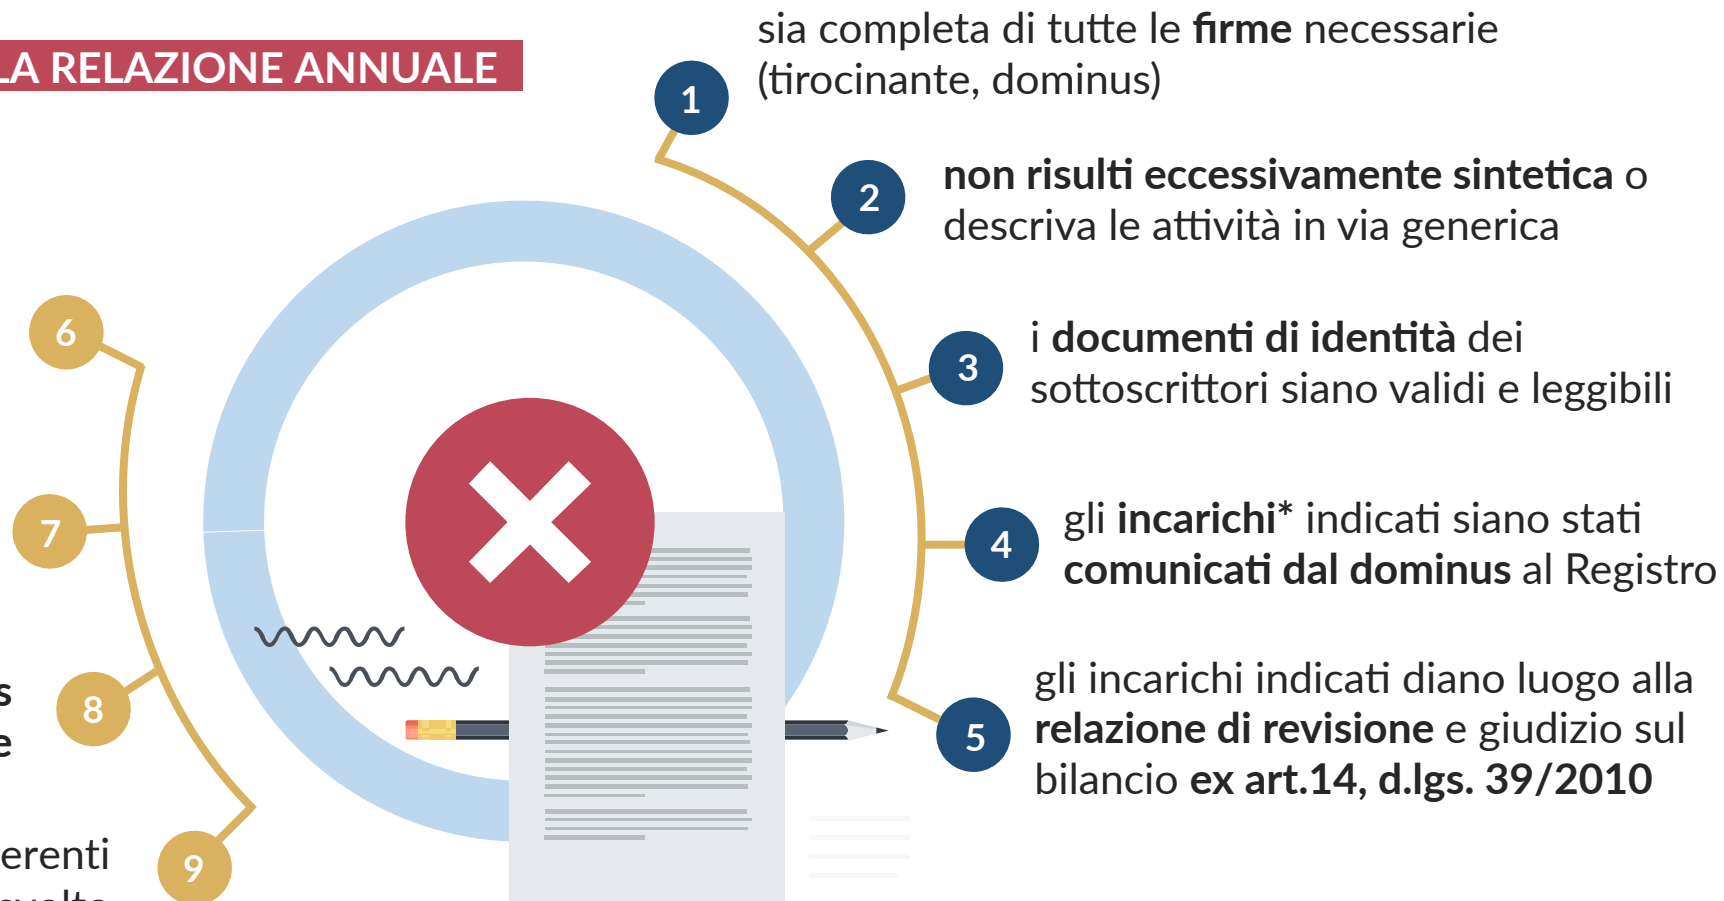 LA RELAZIONE ANNUALE
1
sia completa di tutte le firme necessarie
(tirocinante, dominus)
2
non risulti eccessivamente sintetica o
descriva le attività in via generica
3
i documenti di identità dei
sottoscrittori siano validi e leggibili
4
gli incarichi* indicati siano stati
comunicati dal dominus al Registro
5
gli incarichi indicati diano luogo alla
relazione di revisione e giudizio sul
bilancio ex art.14, d.lgs. 39/2010
6
7
8
s
e
9
erenti